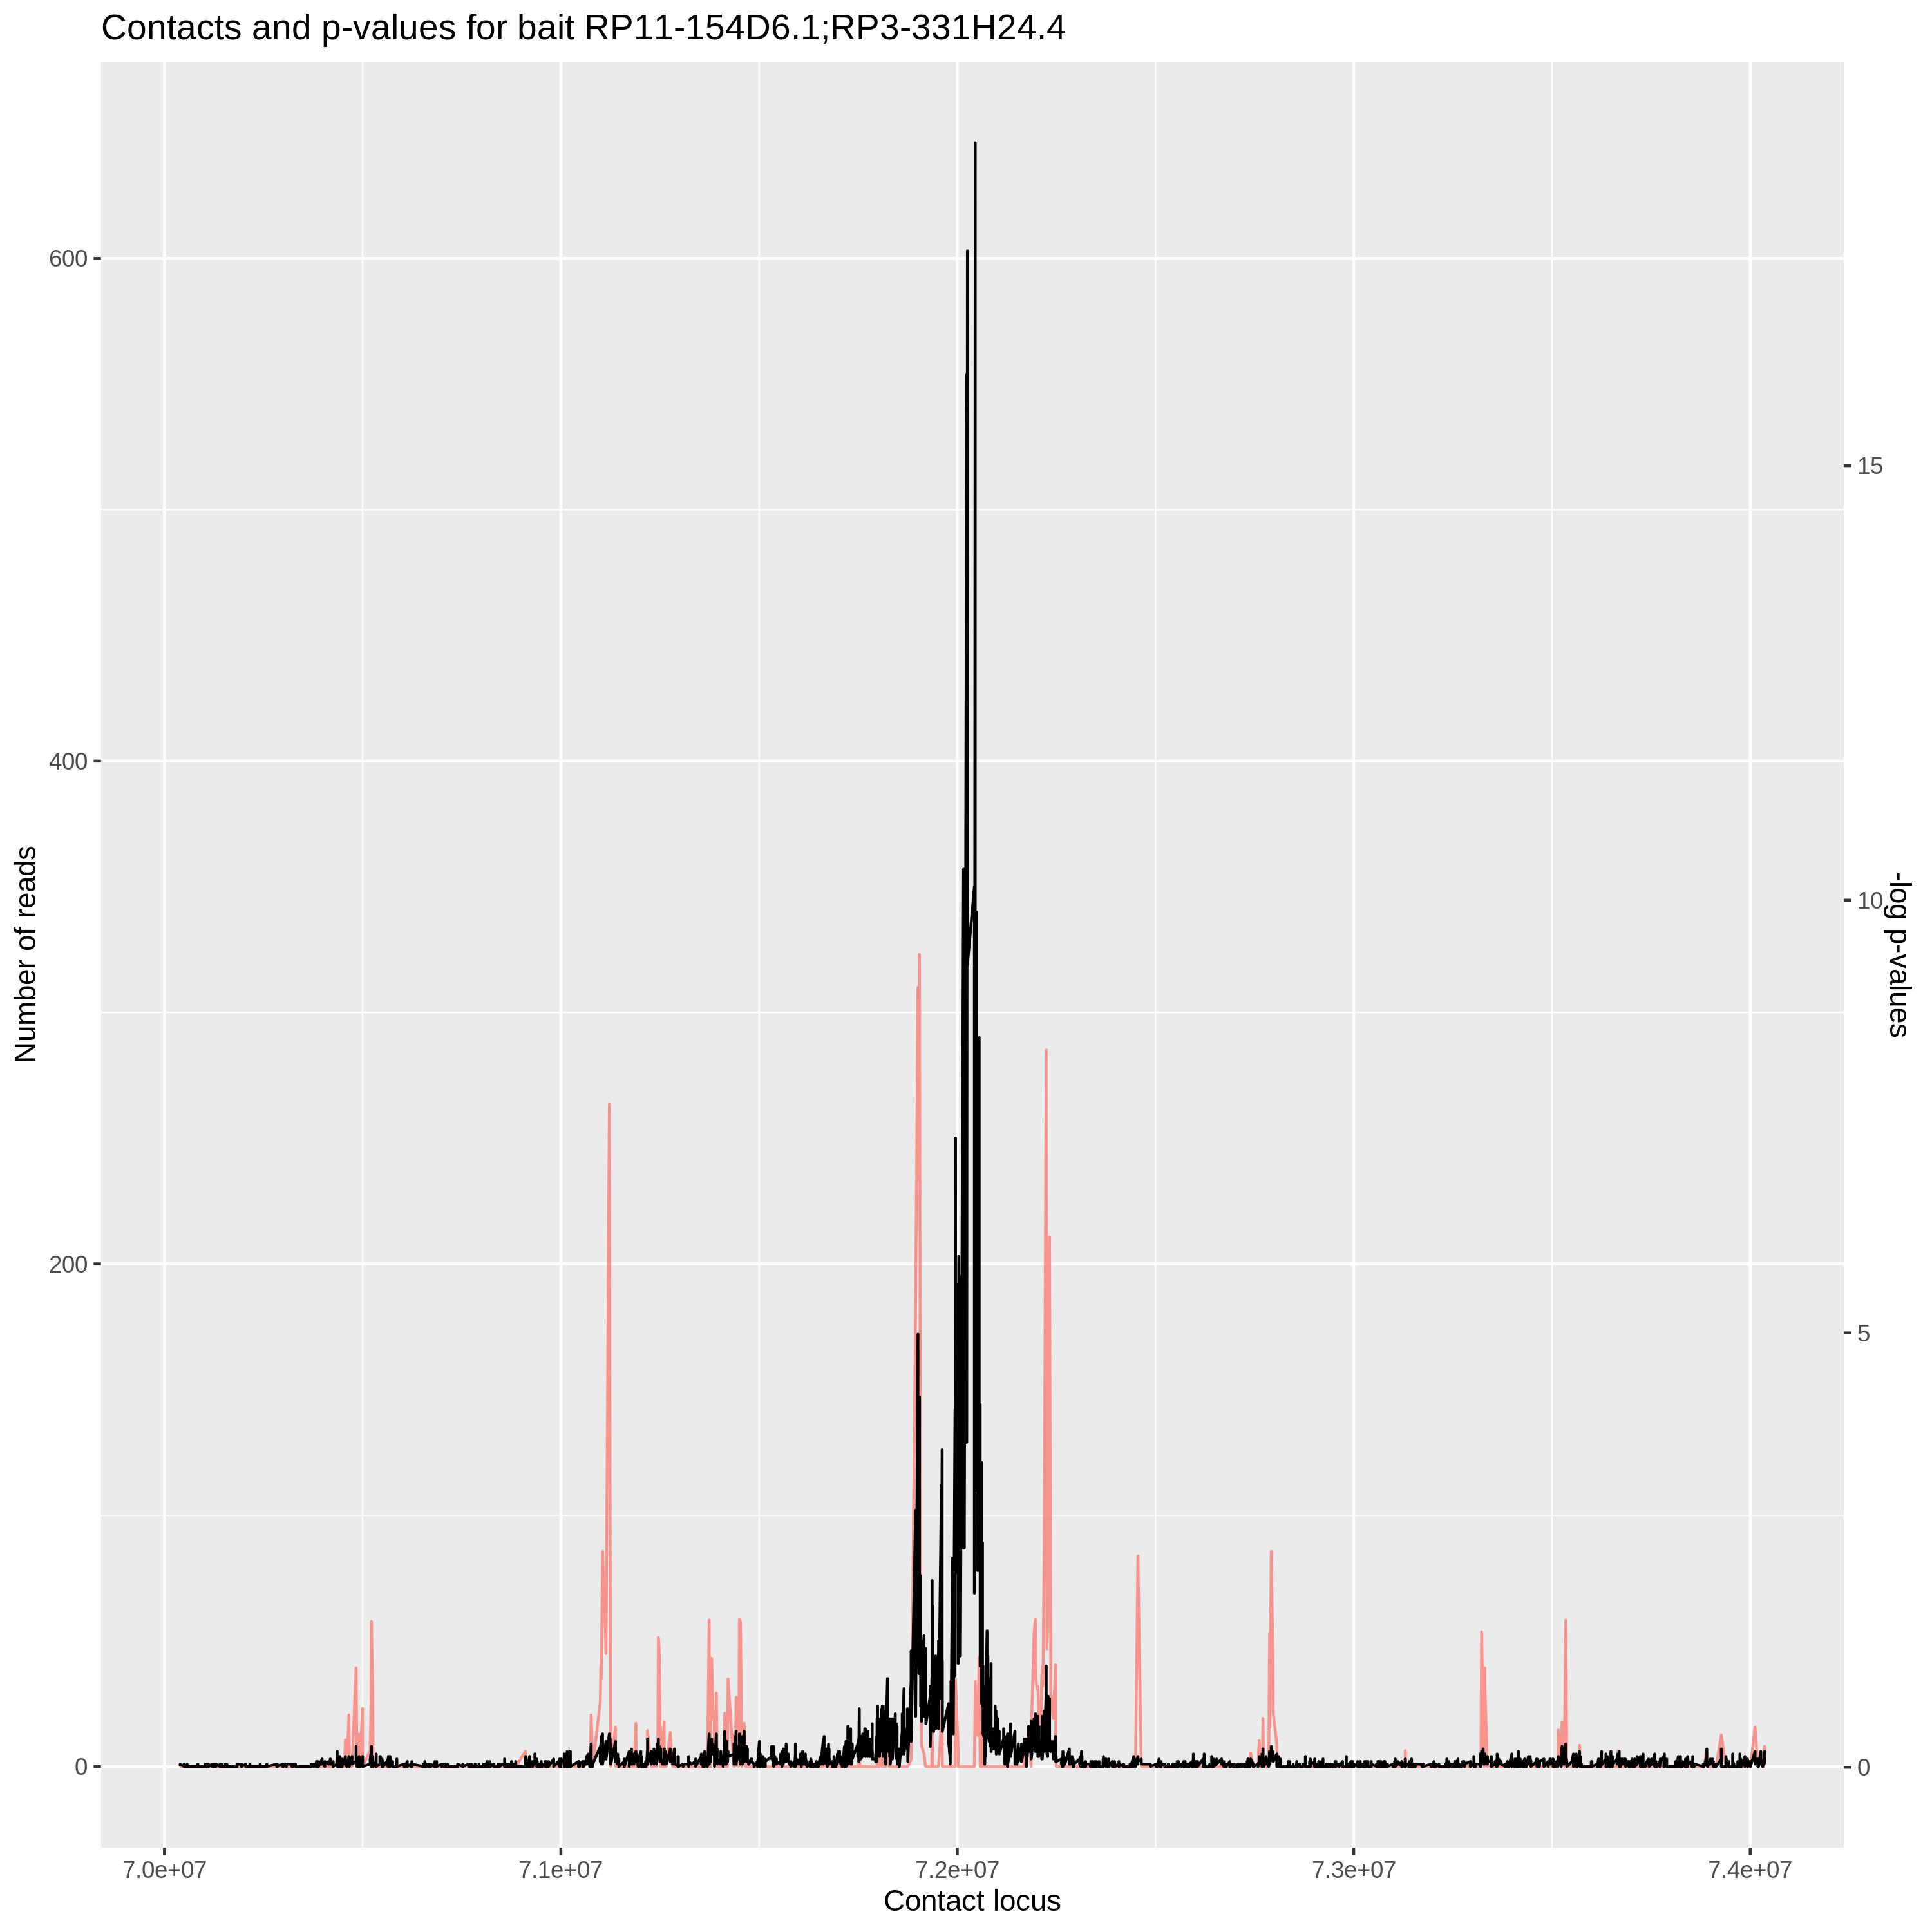 Contacts and p-values for bait RP11-154D6.1;RP3-331H24.4
600
400
200
0
Number of reads
15
10
5
0
-log p-values
7.0e+07 7.1e+07 7.2e+07 7.3e+07 7.4e+07
Contact locus